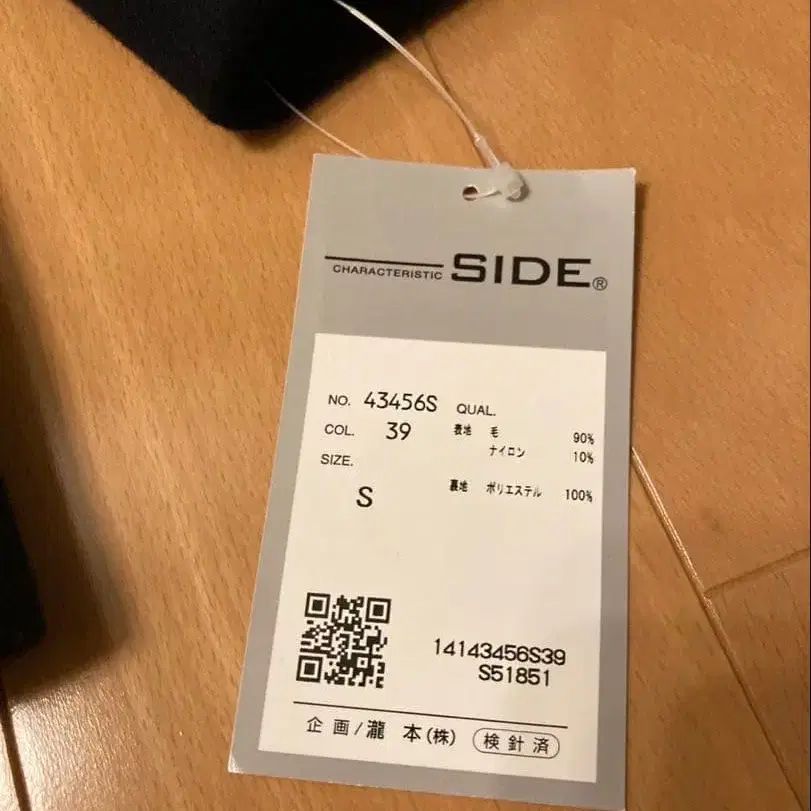 CHARACTERISTIC SIDE®
NO. 43456S
COL. 39
SIZE.
S
QUAL.
表地 毛 90%
ナイロン 10%
裏地 ポリエステル 100%
14143456S39
S51851
企画/瀧本(株) 検針済